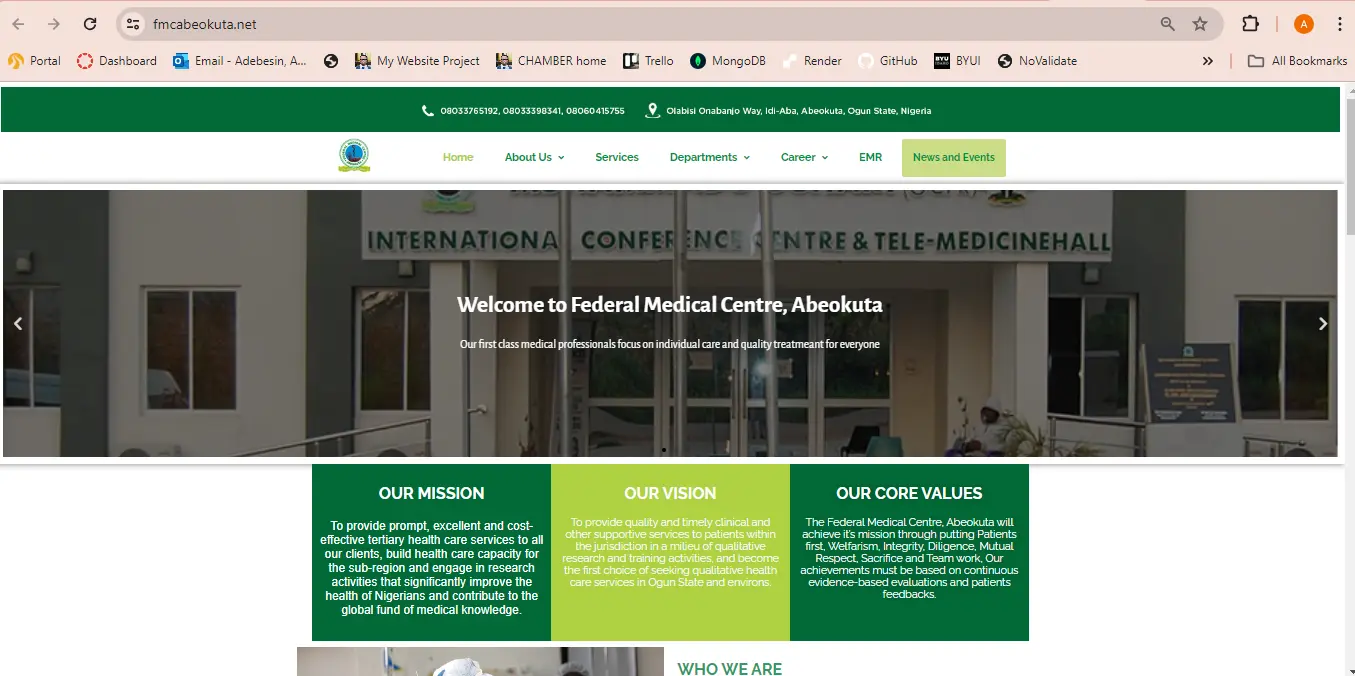 fmcabeokuta.net
A
Portal Dashboard Email - Adebesin, A... My Website Project CHAMBER home Trello MongoDB Render GitHub BYU BYUI NoValidate » All Bookmarks
08033765192, 08033398341, 08060415755 Olabisi Onabanjo Way, Idi-Aba, Abeokuta, Ogun State, Nigeria
Home About Us Services Departments Career EMR News and Events
INTERNATIONAL CONFERENCE CENTRE & TELE-MEDICINEHALL
Welcome to Federal Medical Centre, Abeokuta
Our first class medical professionals focus on individual care and quality treatmeant for everyone
OUR MISSION
To provide prompt, excellent and cost-
effective tertiary health care services to all
our clients, build health care capacity for
the sub-region and engage in research
activities that significantly improve the
health of Nigerians and contribute to the
global fund of medical knowledge.
OUR VISION
To provide quality and timely clinical and
other supportive services to patients within
the jurisdiction in a milieu of qualitative
research and training activities, and become
the first choice of seeking qualitative health
care services in Ogun State and environs.
OUR CORE VALUES
The Federal Medical Centre, Abeokuta will
achieve it's mission through putting Patients
first, Welfarism, Integrity, Diligence, Mutual
Respect, Sacrifice and Team work, Our
achievements must be based on continuous
evidence-based evaluations and patients
feedbacks.
WHO WE ARE